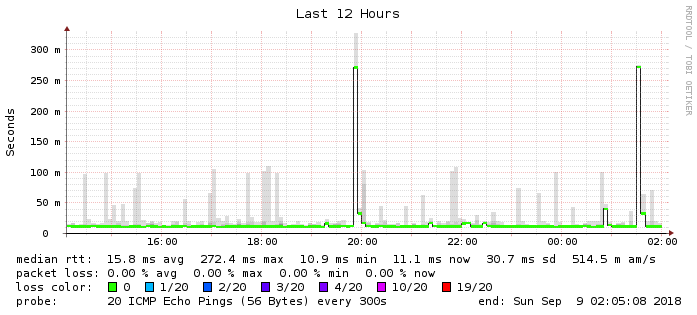 Last 12 Hours
RRDTOOL / TOBI OETIKER
Seconds
300 m
250 m
200 m
150 m
100 m
50 m
0
16:00 18:00 20:00 22:00 00:00 02:00
median rtt: 15.8 ms avg 272.4 ms max 10.9 ms min 11.1 ms now 30.7 ms sd 514.5 m am/s
packet loss: 0.00 % avg 0.00 % max 0.00 % min 0.00 % now
loss color: 0 1/20 2/20 3/20 4/20 10/20 19/20
probe: 20 ICMP Echo Pings (56 Bytes) every 300s end: Sun Sep 9 02:05:08 2018